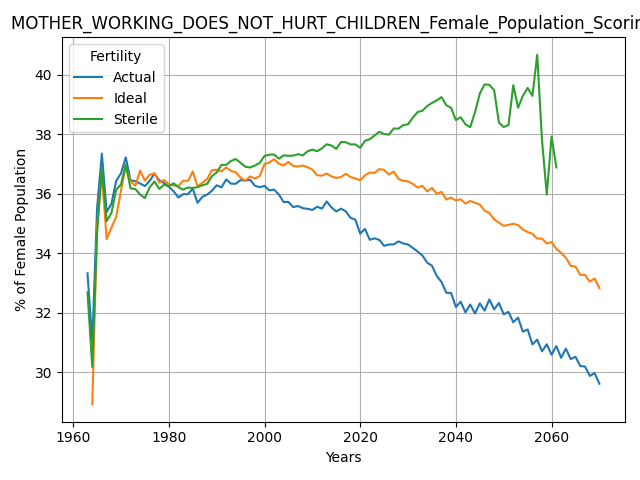 MOTHER_WORKING_DOES_NOT_HURT_CHILDREN_Female_Population_Scorin
Fertility
Actual
Ideal
Sterile
% of Female Population
40
38
36
34
32
30
1960
1980
2000
2020
2040
2060
Years